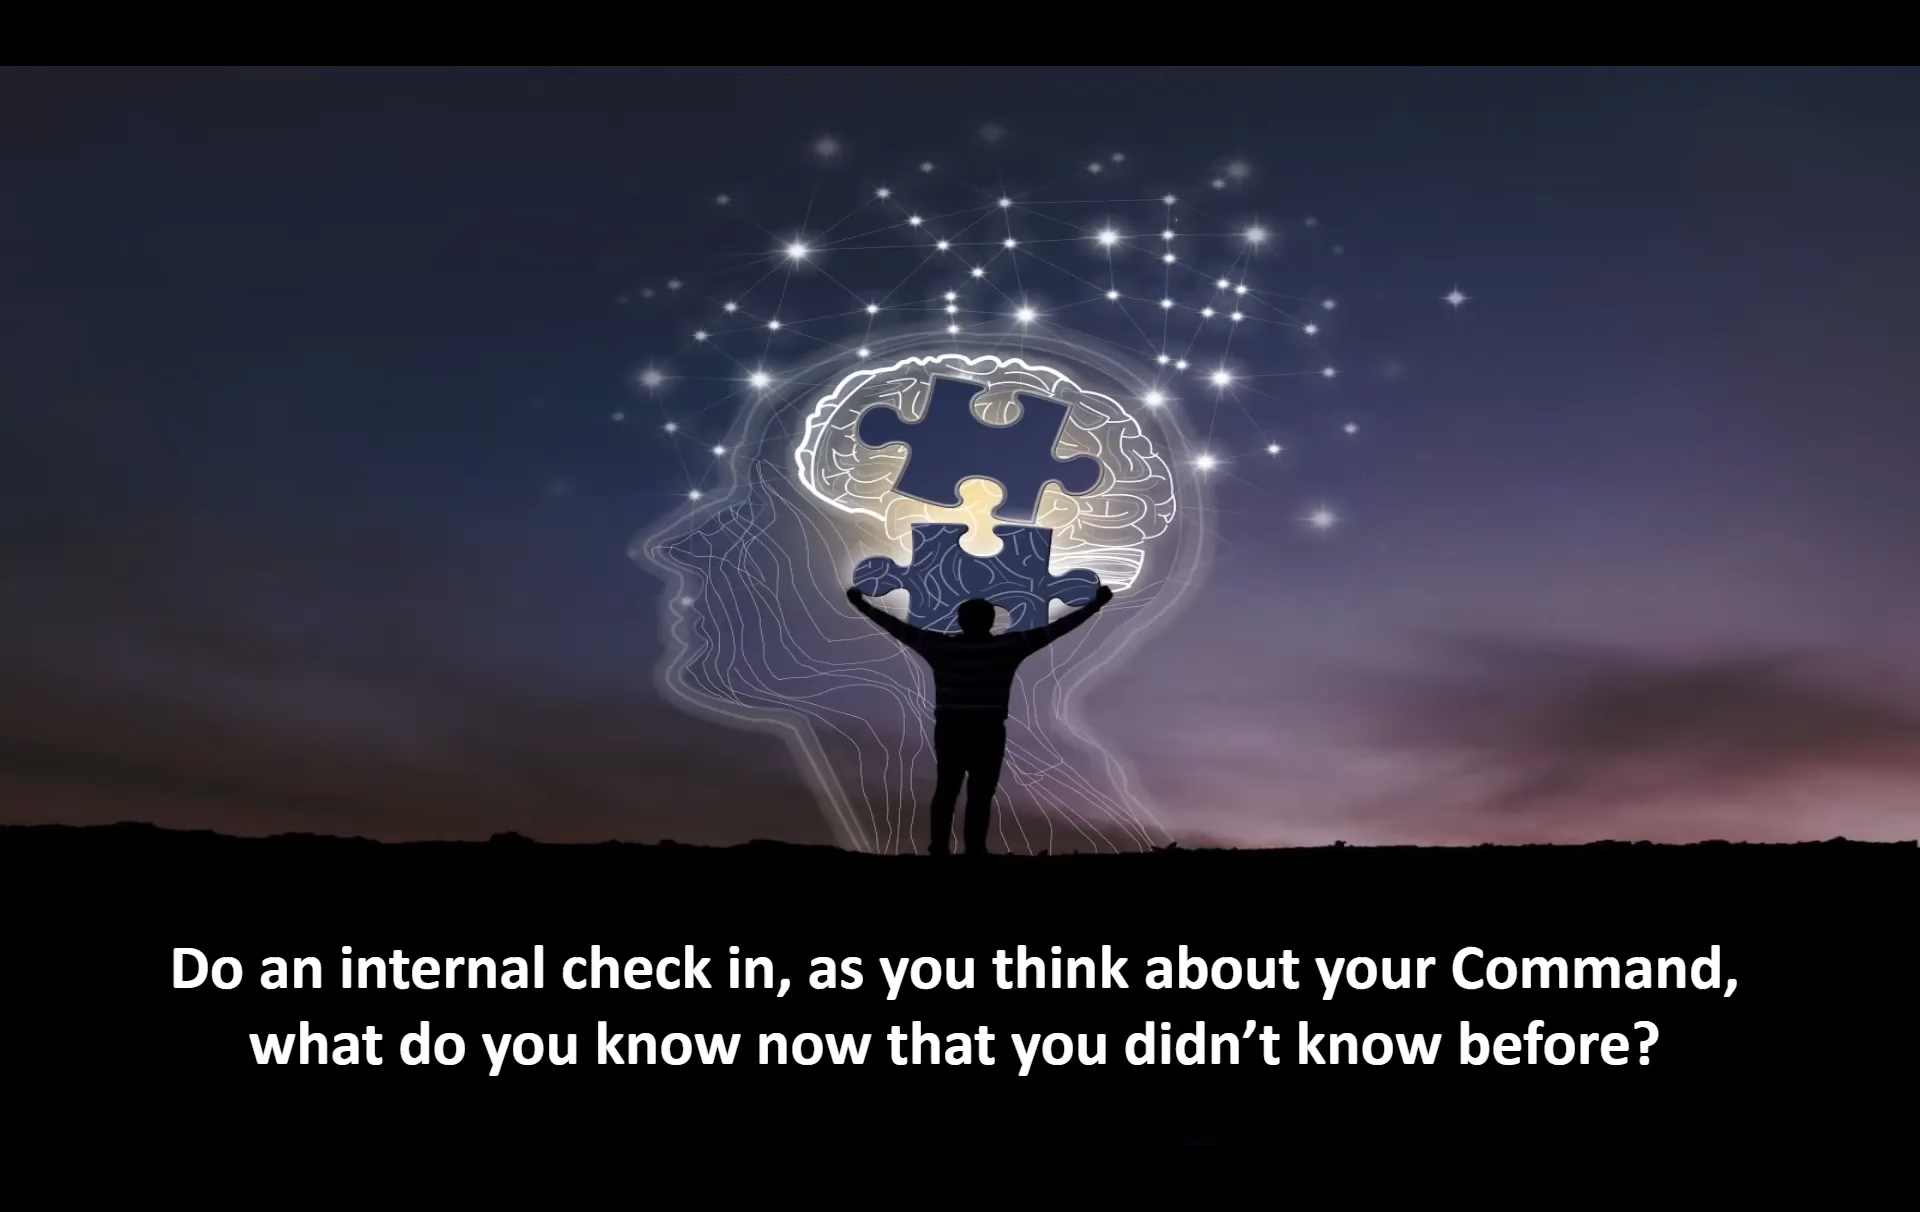 Do an internal check in, as you think about your Command,
what do you know now that you didn’t know before?